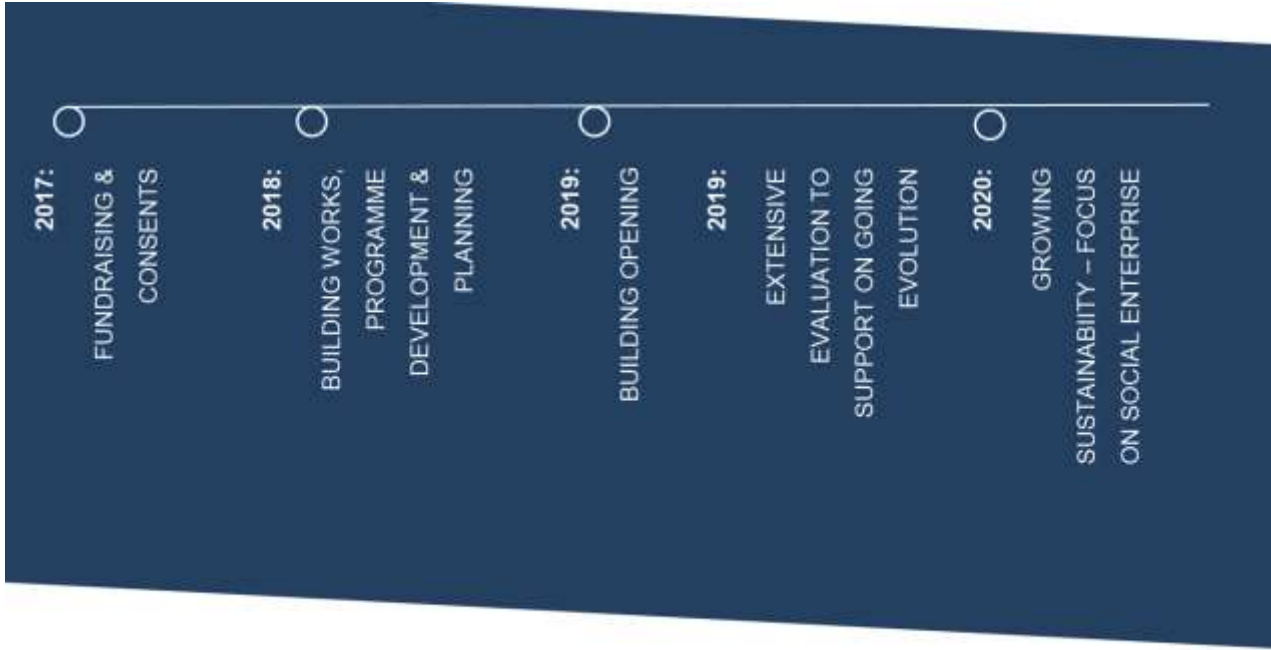 2017:
FUNDRAISING &
CONSENTS
2018:
BUILDING WORKS,
PROGRAMME
DEVELOPMENT &
PLANNING
2019:
BUILDING OPENING
2019:
EXTENSIVE
EVALUATION TO
SUPPORT ON GOING
EVOLUTION
2020:
GROWING
SUSTAINABIITY – FOCUS
ON SOCIAL ENTERPRISE